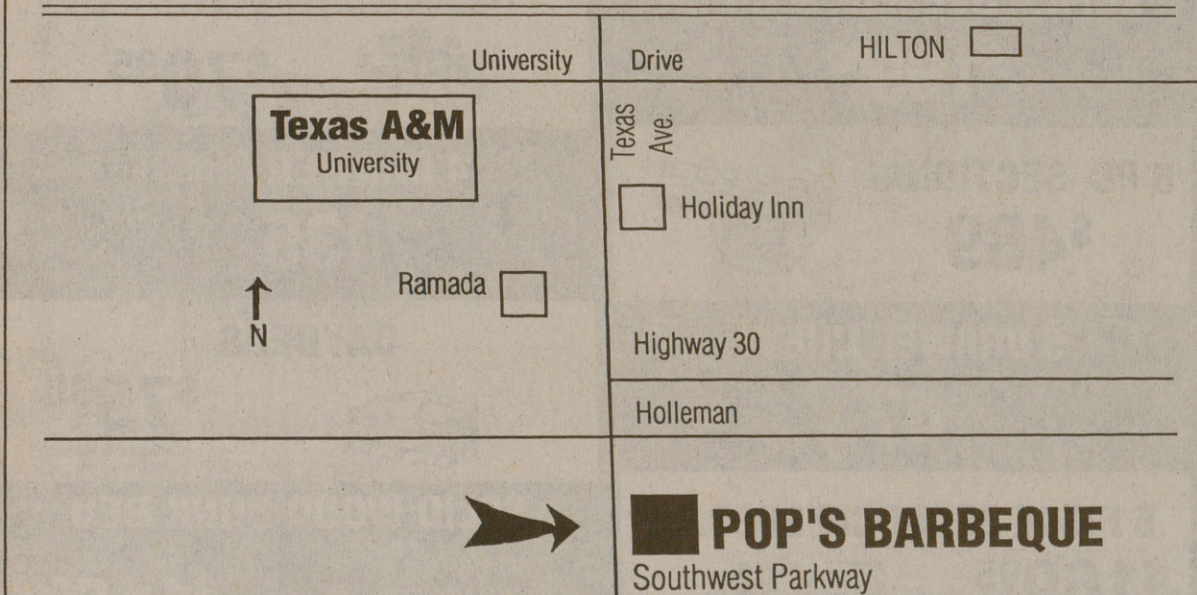 University Drive HILTON
Texas A&M
University
Texas
Ave.
Holiday Inn
Ramada
N
Highway 30
Holleman
POP'S BARBEQUE
Southwest Parkway